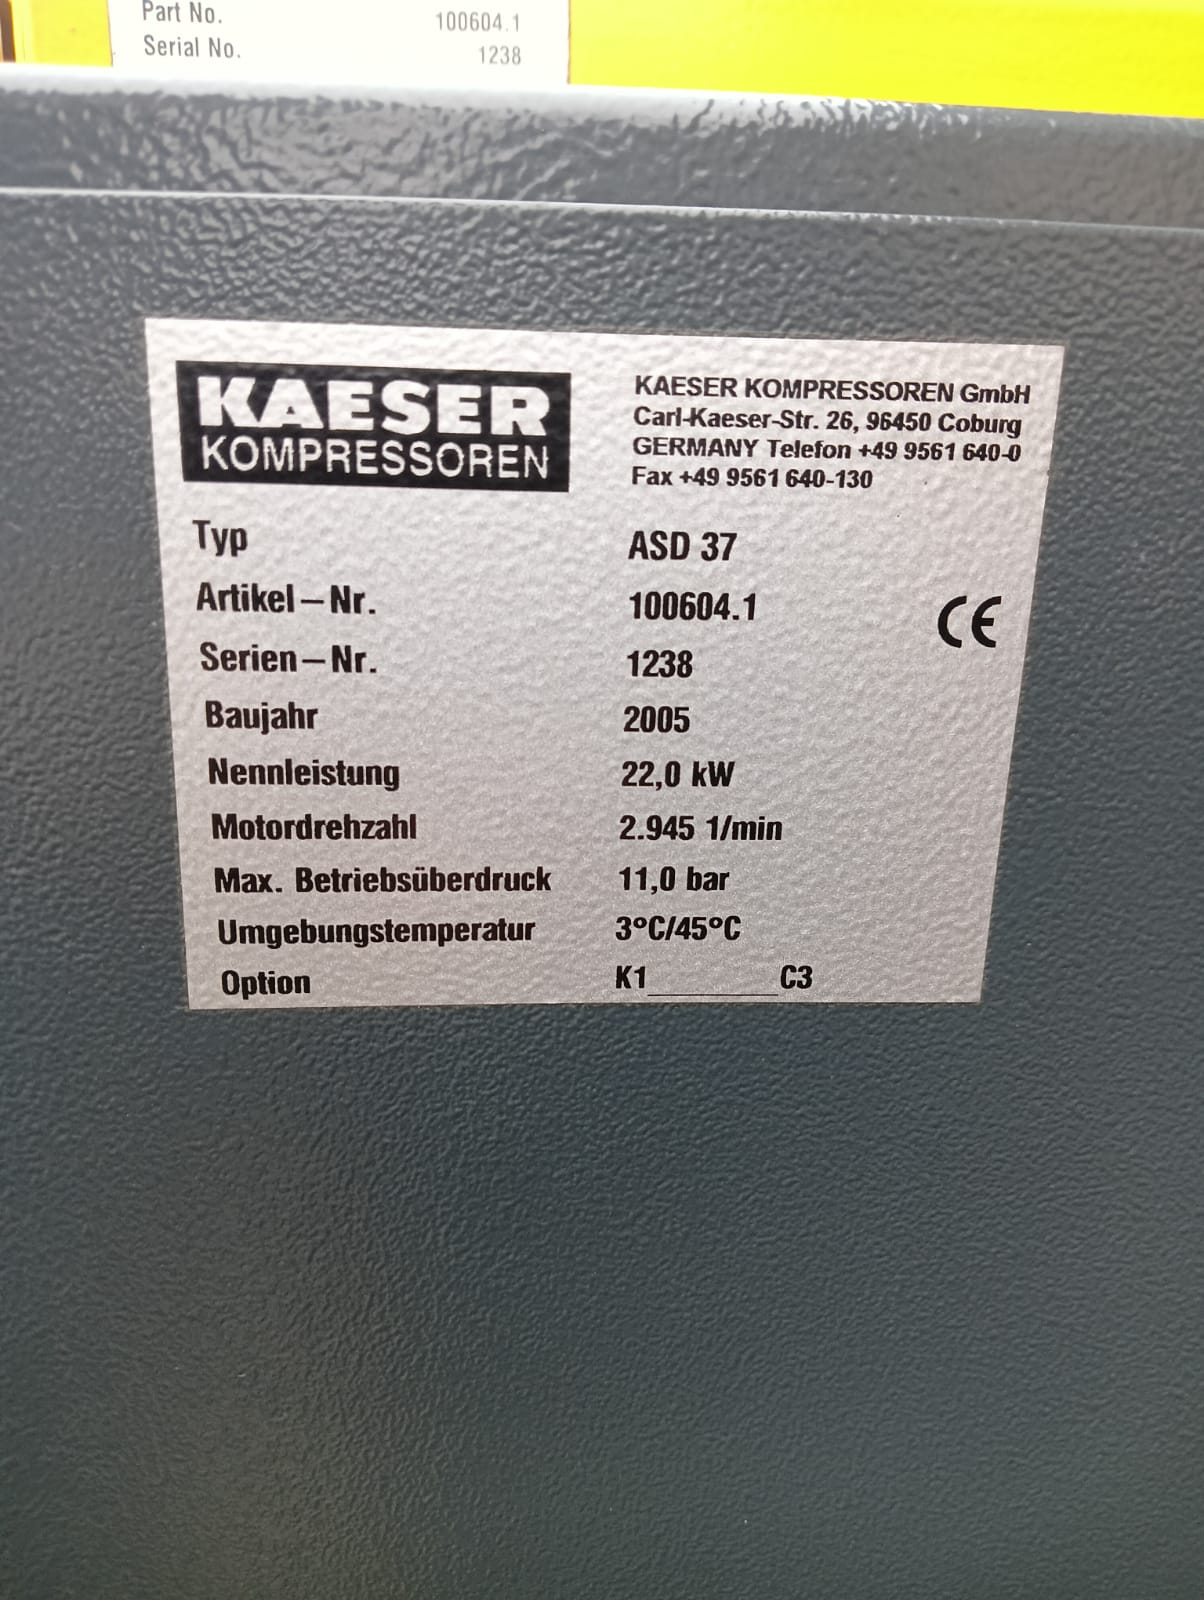 Part No. 100604.1
Serial No. 1238
KAESER
KOMPRESSOREN
KAESER KOMPRESSOREN GmbH
Carl-Kaeser-Str. 26, 96450 Coburg
GERMANY Telefon +49 9561 640-0
Fax +49 9561 640-130
Typ ASD 37
Artikel-Nr. 100604.1
CE
Serien-Nr. 1238
Baujahr 2005
Nennleistung 22,0 kW
Motordrehzahl 2.945 1/min
Max. Betriebsüberdruck 11,0 bar
Umgebungstemperatur 3°C/45°C
Option K1________C3